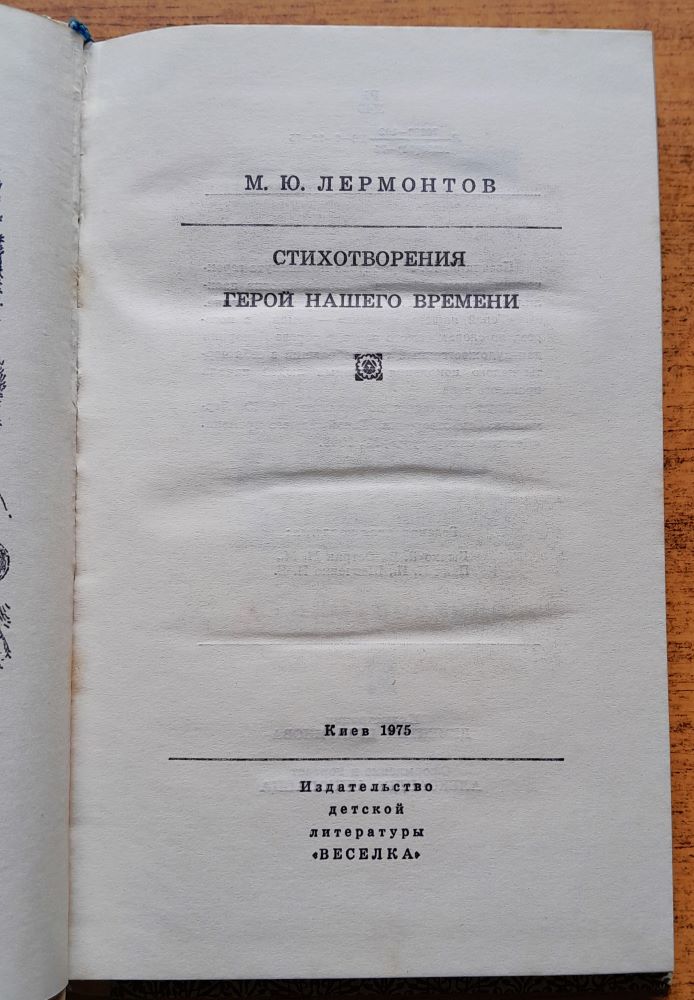 М. Ю. ЛЕРМОНТОВ
СТИХОТВОРЕНИЯ
ГЕРОЙ НАШЕГО ВРЕМЕНИ
Киев 1975
Издательство
детской
литературы
«ВЕСЕЛКА»